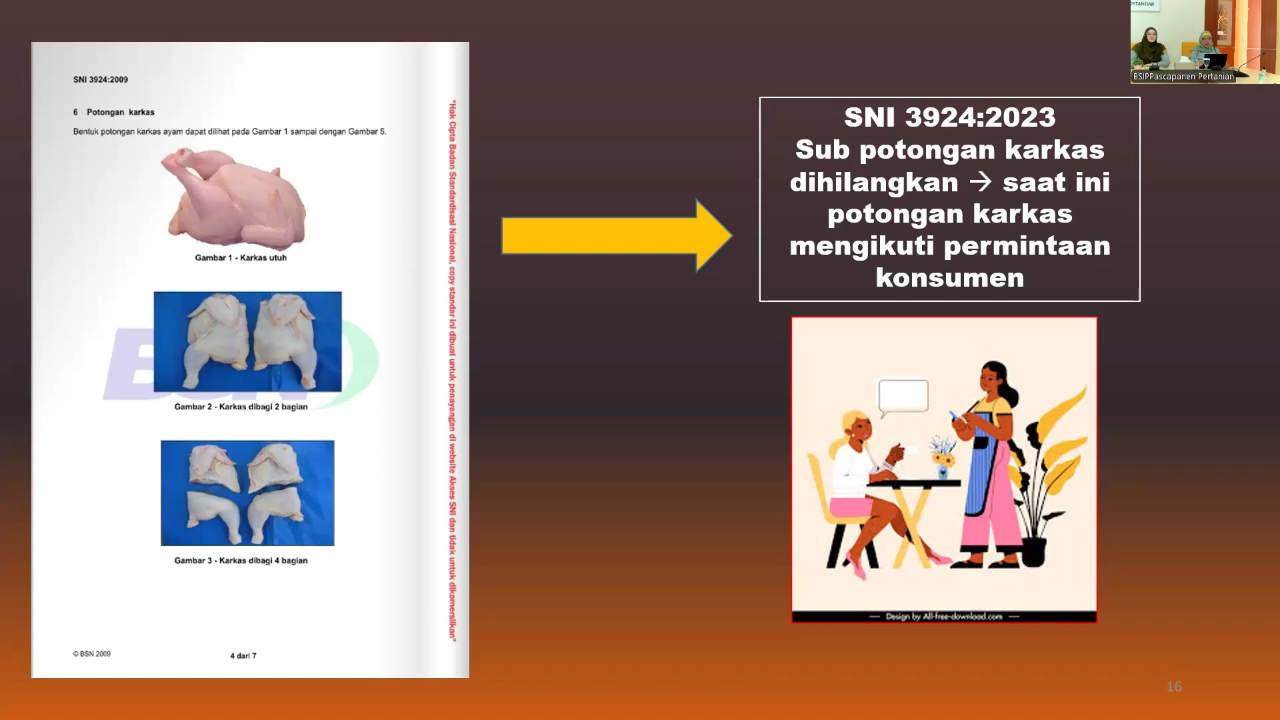 SNI 3924:2009
6 Potongan karkas
Bentuk potongan karkas ayam dapat dilihat pada Gambar 1 sampai dengan Gambar 5.
Gambar 1 - Karkas utuh
BSN
Gambar 2 - Karkas dibagi 2 bagian
Gambar 3 - Karkas dibagi 4 bagian
© BSN 2009
4 dari 7
"Hak Cipta Badan Standardisasi Nasional, copy standar ini dibuat untuk penayangan di website Akses SNI dan tidak untuk dikomersilkan"
SNI 3924:2023
Sub potongan karkas
dihilangkan → saat ini
potongan karkas
mengikuti permintaan
konsumen
Design by All-free-download.com
BSIPPascapanen Pertanian
16